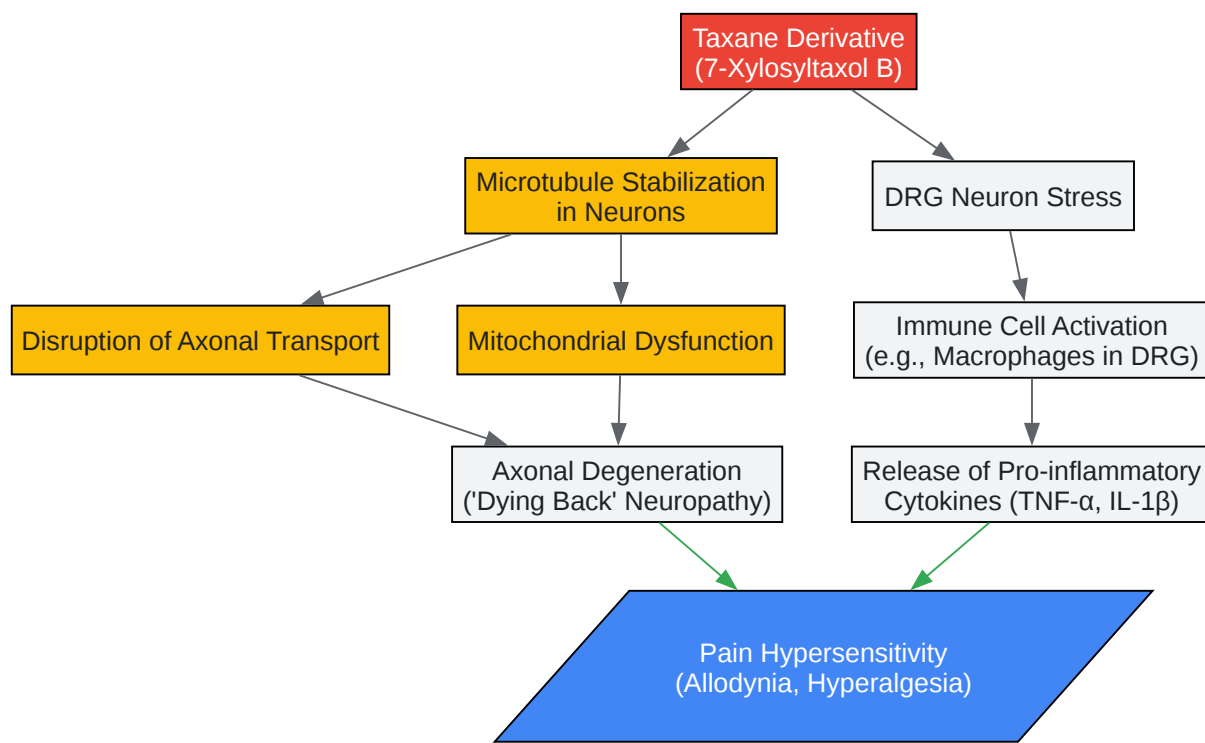 Taxane Derivative
(7-Xylosyltaxol B)
Microtubule Stabilization
in Neurons
DRG Neuron Stress
Disruption of Axonal Transport
Mitochondrial Dysfunction
Immune Cell Activation
(e.g., Macrophages in DRG)
Axonal Degeneration
('Dying Back' Neuropathy)
Release of Pro-inflammatory
Cytokines (TNF-α, IL-1β)
Pain Hypersensitivity
(Allodynia, Hyperalgesia)